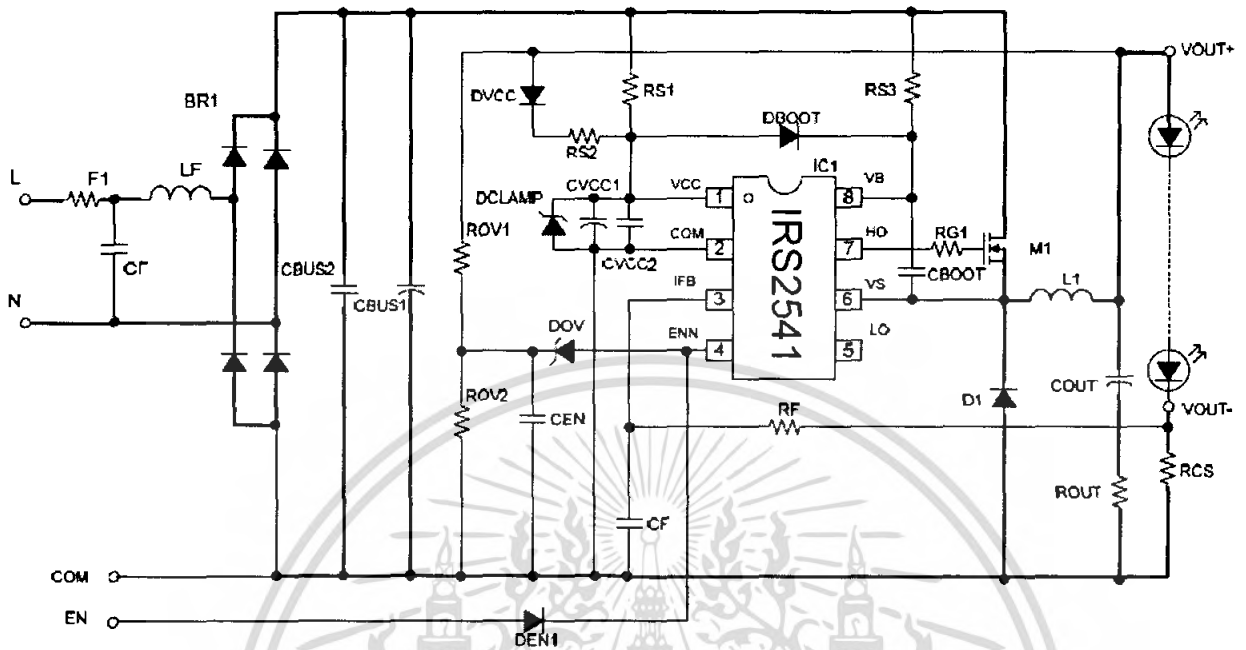 VOUT+
BR1
DVCC
RS1
RS3
DBOOT
RS2
L
F1
LF
IC1
CVCC1
VCC
1
8
VB
DCLAMP
CF
ROV1
COM
2
7
HO
RG1
M1
CVCC2
IRS2541
CBOOT
L1
CBUS2
CBUS1
N
IFB
3
6
VS
DOV
ENN
4
5
LO
ROV2
CEN
D1
COUT
VOUT-
RF
RCS
ROUT
CF
COM
EN
DEN1